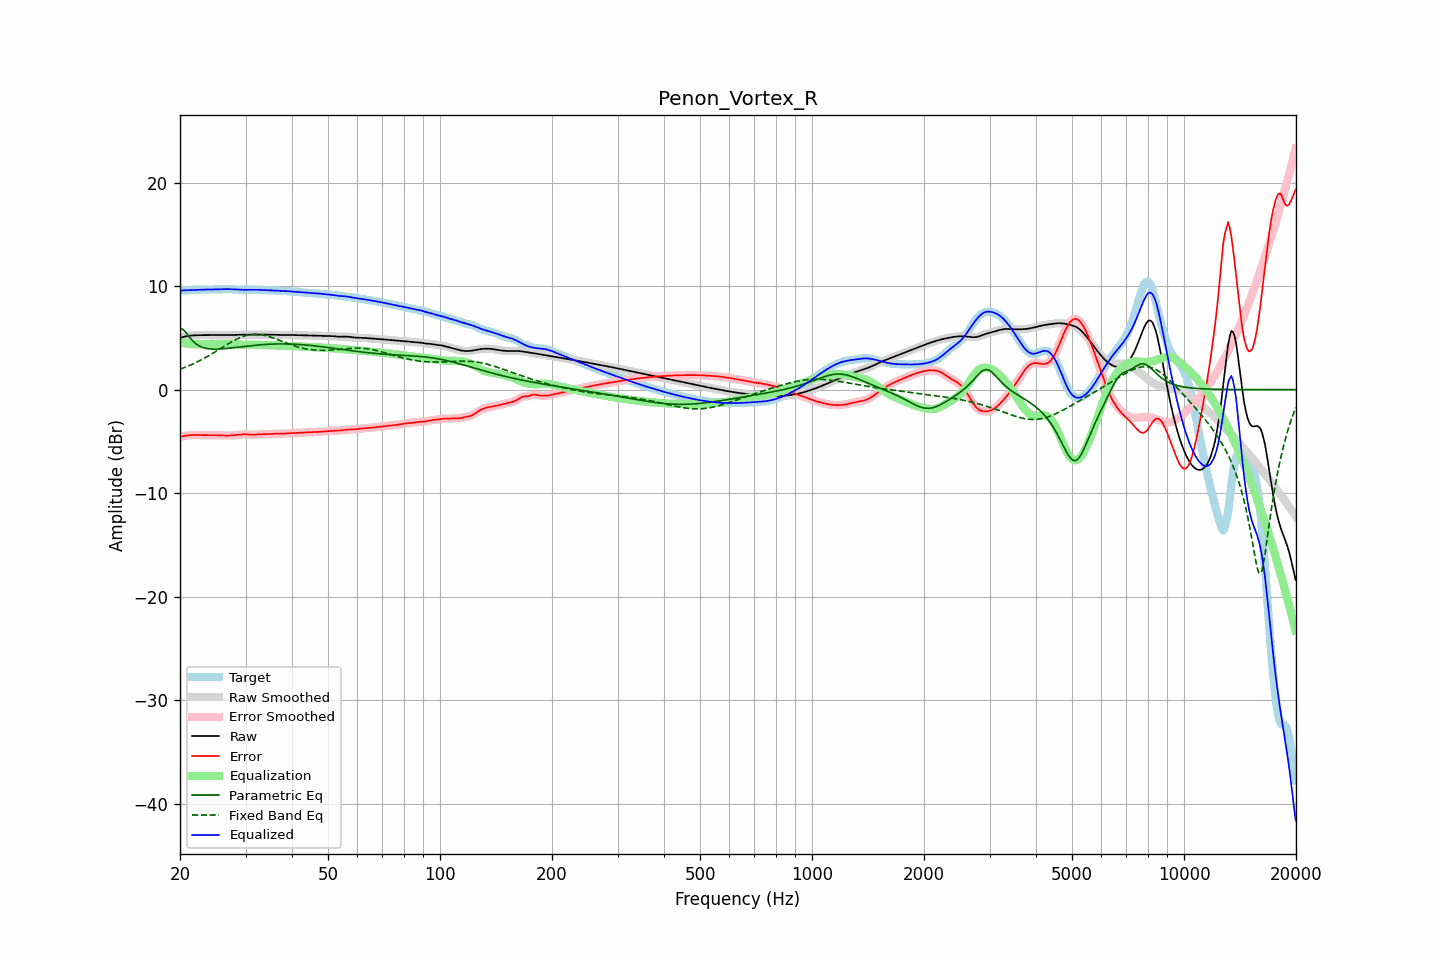 Penon_Vortex_R
Amplitude (dBr)
20
10
0
−10
−20
−30
−40
Target
Raw Smoothed
Error Smoothed
Raw
Error
Equalization
Parametric Eq
Fixed Band Eq
Equalized
20 50 100 200 500 1000 2000 5000 10000 20000
Frequency (Hz)